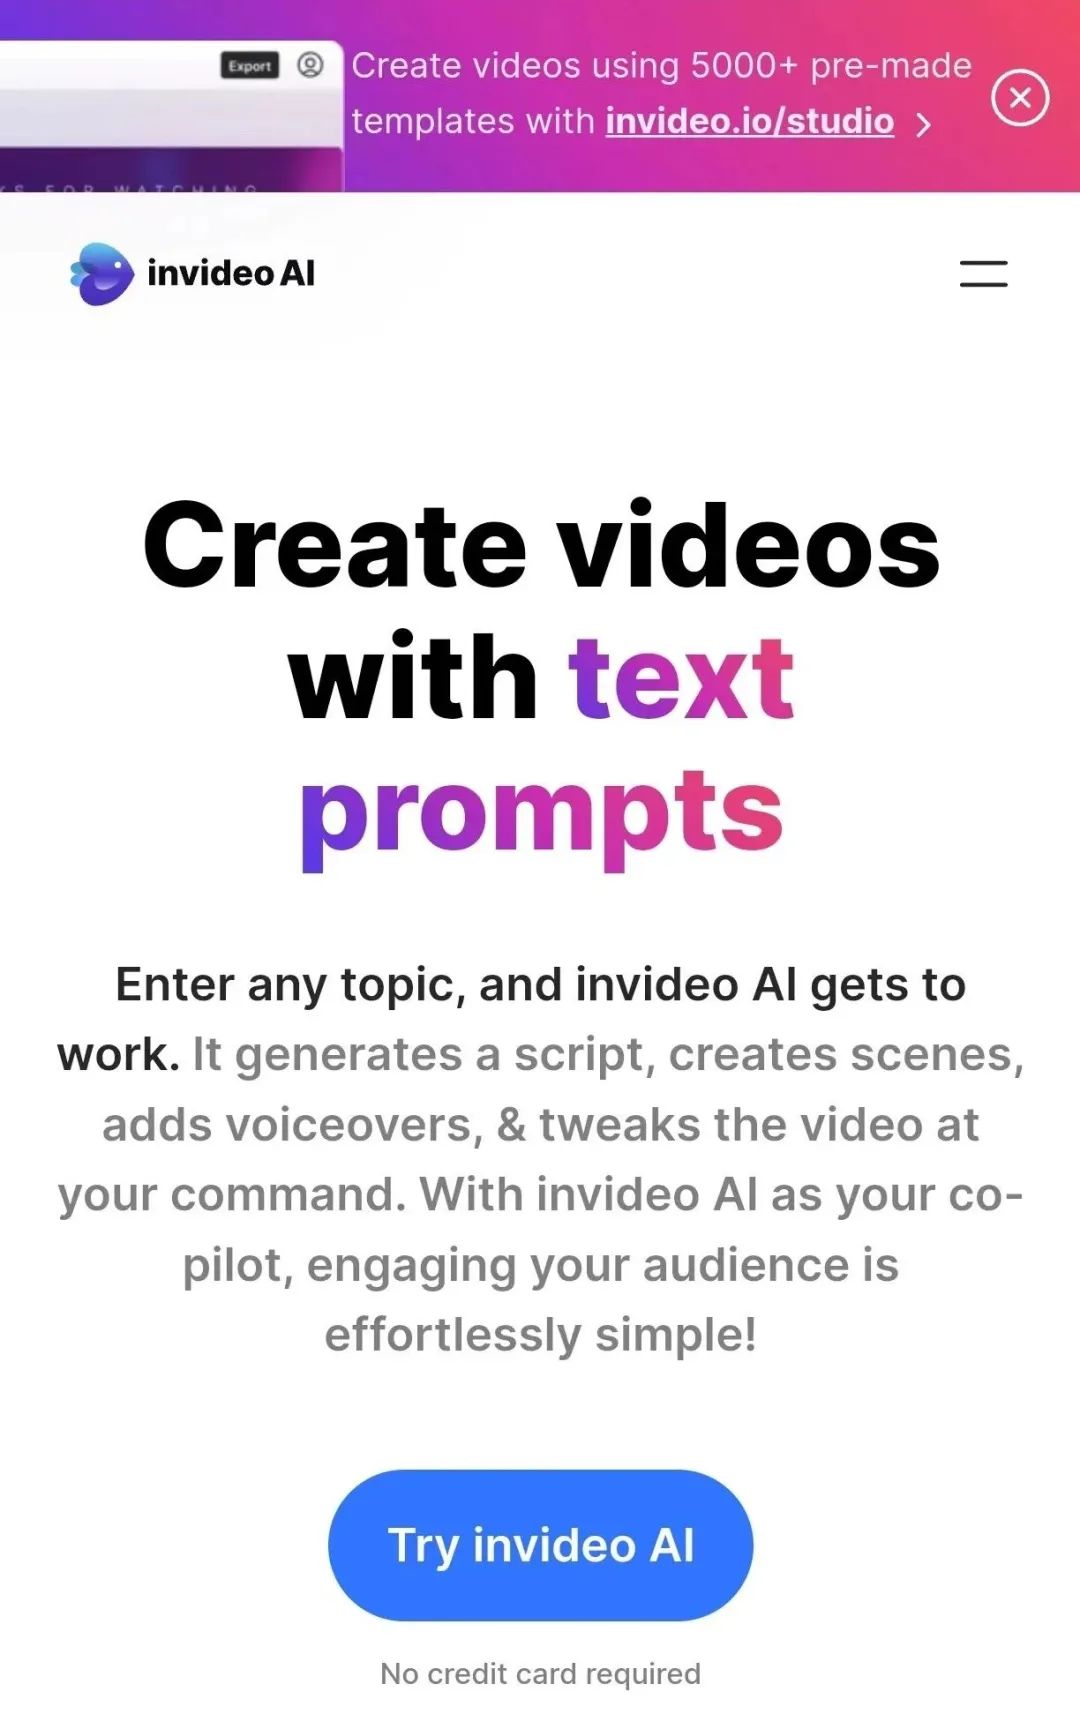 Export
Create videos using 5000+ pre-made
templates with invideo.io/studio
KS FOR WATCHING
invideo AI
Create videos
with text
prompts
Enter any topic, and invideo AI gets to
work. It generates a script, creates scenes,
adds voiceovers, & tweaks the video at
your command. With invideo AI as your co-
pilot, engaging your audience is
effortlessly simple!
Try invideo AI
No credit card required